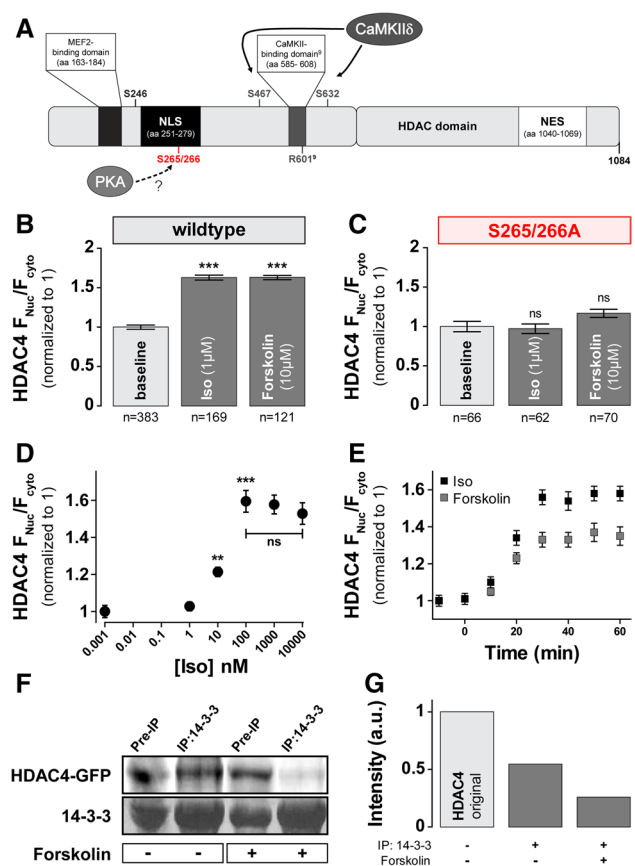 A
MEF2-
binding domain
(aa 163-184)
CaMKII-
binding domain⁹
(aa 585- 608)
CaMKIIδ
S246
S467
S632
NLS
(aa 251-279)
HDAC domain
NES
(aa 1040-1069)
S265/266
R601⁹
1084
PKA
?
B
wildtype
HDAC4 FNuc/Fcyto
(normalized to 1)
2
1.5
1
0.5
0
***
***
baseline
Iso (1µM)
Forskolin
(10µM)
n=383
n=169
n=121
C
S265/266A
HDAC4 FNuc/Fcyto
(normalized to 1)
2
1.5
1
0.5
0
ns
ns
baseline
Iso (1µM)
Forskolin
(10µM)
n=66
n=62
n=70
D
HDAC4 FNuc/Fcyto
(normalized to 1)
1.6
1.4
1.2
1
***
**
ns
0.001
0.01
0.1
1
10
100
1000
10000
[Iso] nM
E
HDAC4 FNuc/Fcyto
(normalized to 1)
1.8
1.6
1.4
1.2
1
Iso
Forskolin
0
20
40
60
Time (min)
F
Pre-IP
IP:14-3-3
Pre-IP
IP:14-3-3
HDAC4-GFP
14-3-3
Forskolin
- - + +
G
Intensity (a.u.)
1
0.5
0
HDAC4
original
IP: 14-3-3 - + +
Forskolin - - +